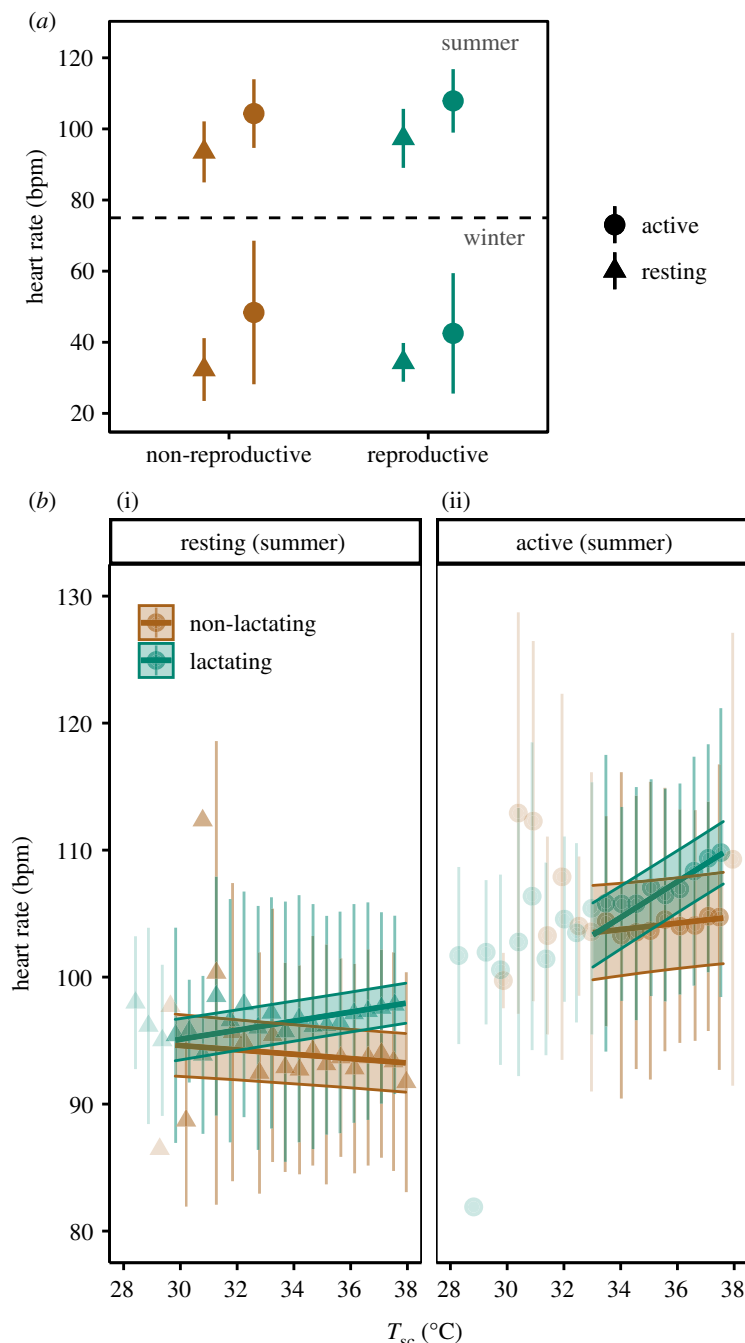 (a)
summer
120
100
80
60
40
20
heart rate (bpm)
winter
active
resting
non-reproductive
reproductive
(b)
(i)
(ii)
resting (summer)
active (summer)
non-lactating
lactating
130
120
110
100
90
80
heart rate (bpm)
28 30 32 34 36 38
28 30 32 34 36 38
Tsc (°C)